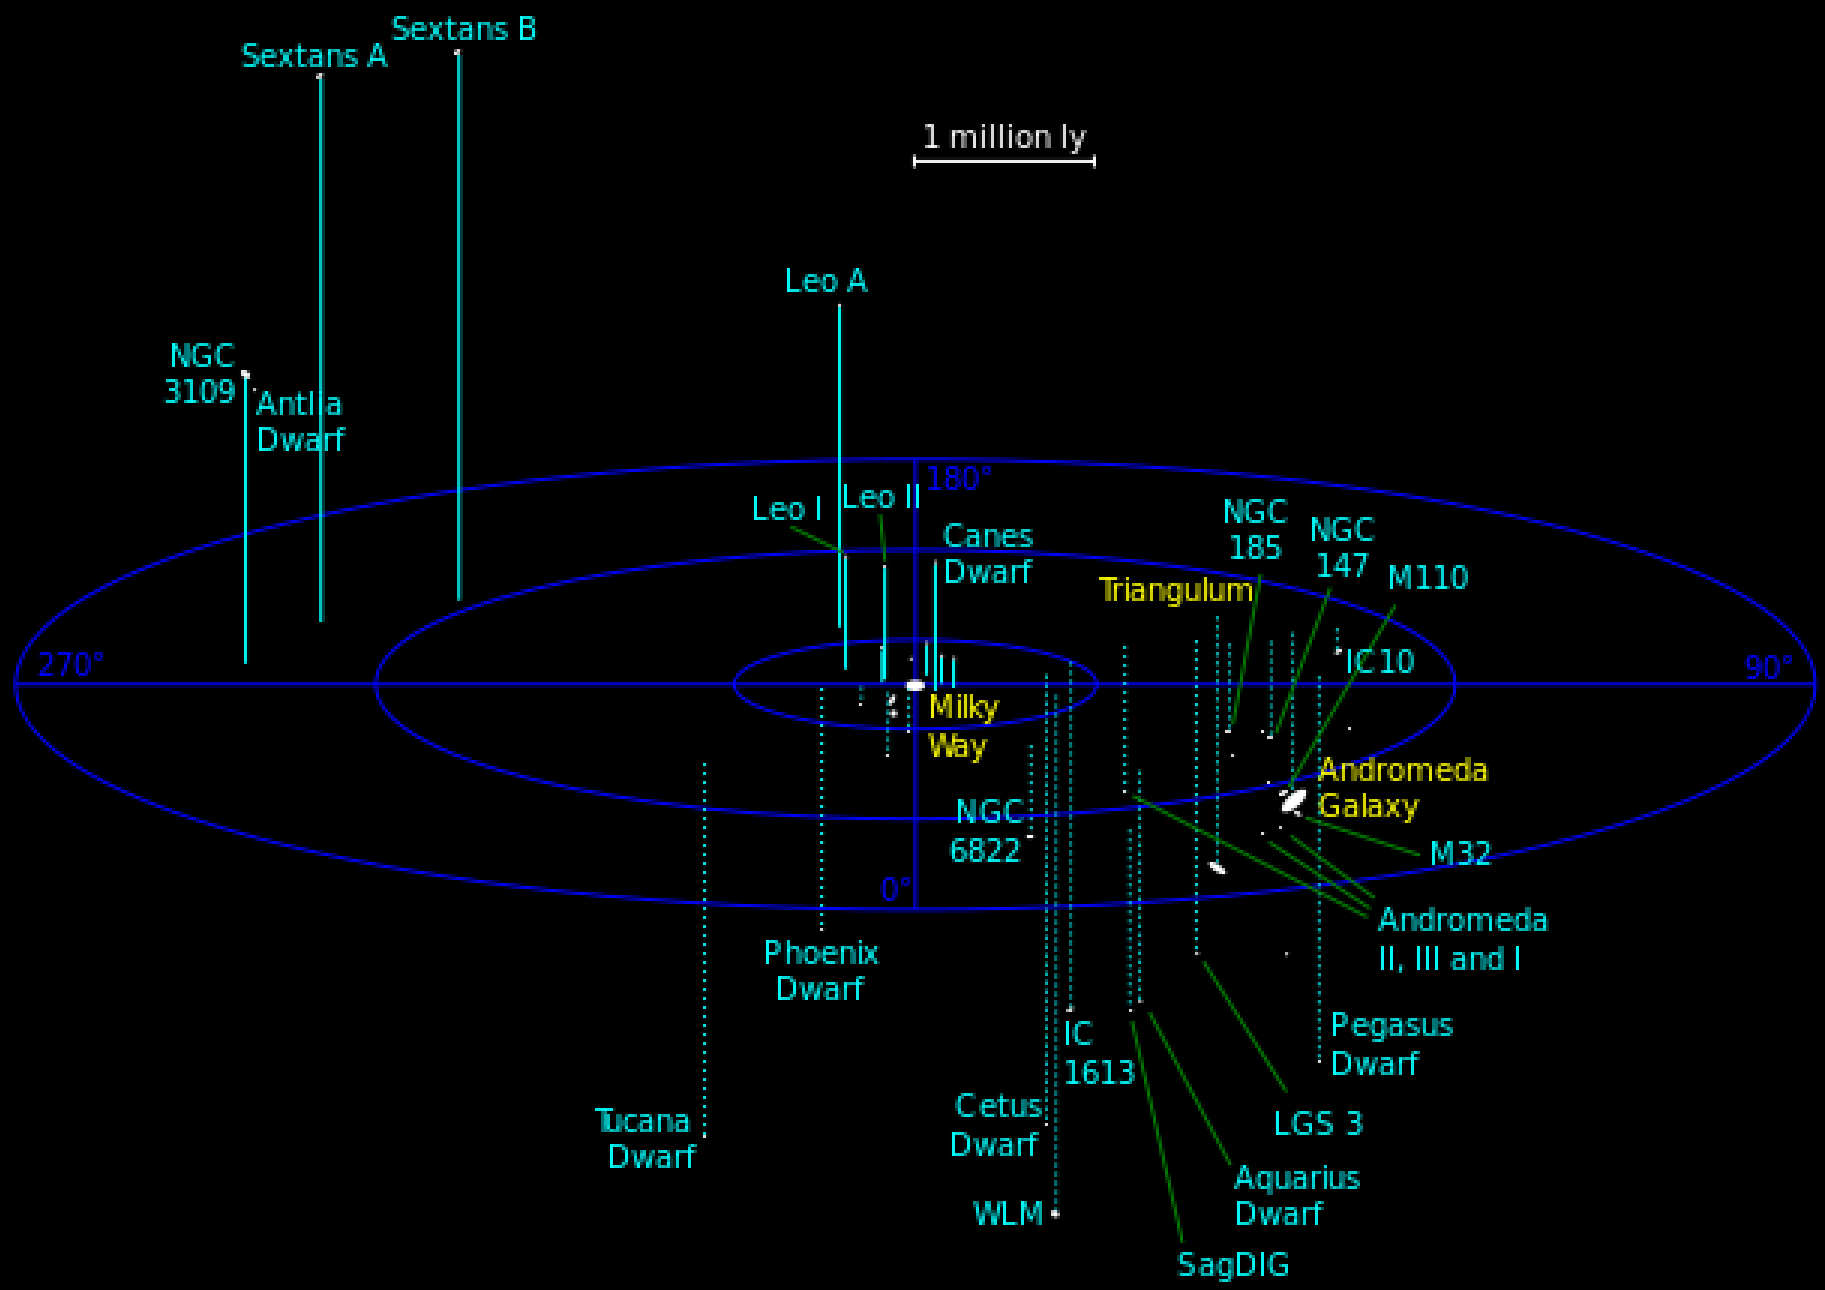 Sextans B
Sextans A
1 million ly
Leo A
NGC
3109
Antlia
Dwarf
180°
Leo I
Leo II
Canes
Dwarf
NGC
185
NGC
147
M110
Triangulum
270°
IC10
90°
Milky
Way
Andromeda
Galaxy
NGC
6822
M32
0°
Andromeda
II, III and I
Phoenix
Dwarf
IC
1613
Pegasus
Dwarf
Tucana
Dwarf
Cetus
Dwarf
LGS 3
Aquarius
Dwarf
WLM
SagDIG